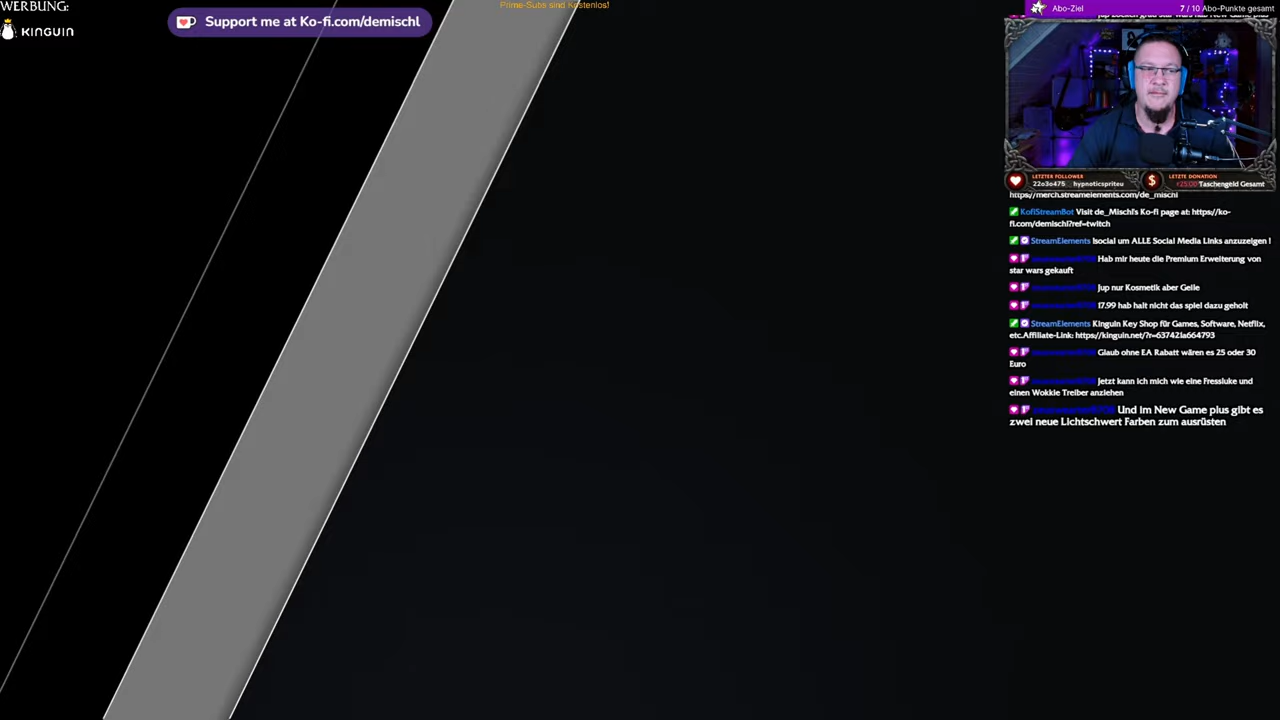 WERBUNG:
KINGUIN
Support me at Ko-fi.com/demischl
Prime-Subs sind Kostenlos!
Abo-Ziel
7 / 10 Abo-Punkte gesamt
LETZTER FOLLOWER
22o3o475 hypnoticspriteu
LETZTE DONATION
Taschengeld Gesamt
https://merch.streamelements.com/de_mischl
KofiStreamBot Visit de_Mischl's Ko-fi page at: https://ko-
fi.com/demischl?ref=twitch
StreamElements !social um ALLE Social Media Links anzuzeigen !
Hab mir heute die Premium Erweiterung von
star wars gekauft
Jup nur Kosmetik aber Geile
17.99 hab halt nicht das spiel dazu geholt
StreamElements Kinguin Key Shop für Games, Software, Netflix,
etc.Affiliate-Link: https://kinguin.net/?r=637421a664793
Glaub ohne EA Rabatt wären es 25 oder 30
Euro
Jetzt kann ich mich wie eine Fressluke und
einen Wokkie Treiber anziehen
Und im New Game plus gibt es
zwei neue Lichtschwert Farben zum ausrüsten